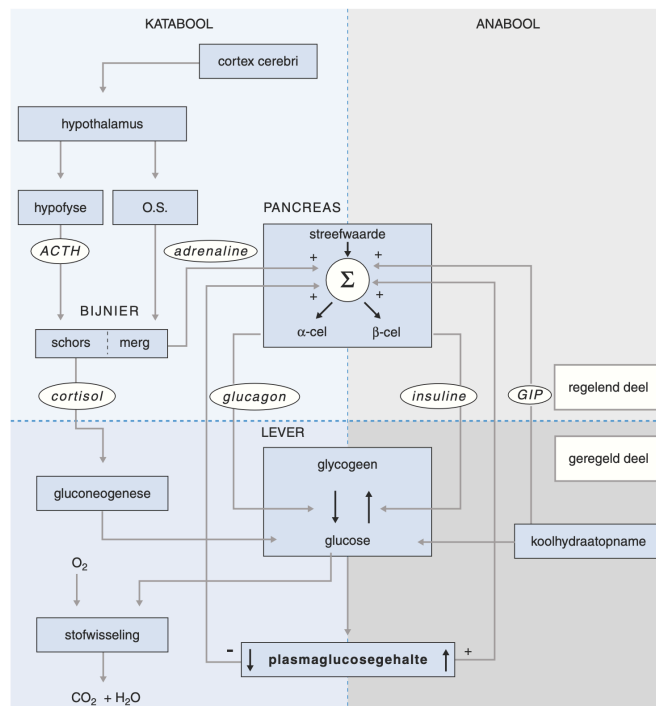 KATABOOL
ANABOOL
cortex cerebri
hypothalamus
hypofyse
O.S.
PANCREAS
streefwaarde
ACTH
adrenaline
+
+
Σ
+
+
BIJNIER
α-cel
β-cel
schors
merg
cortisol
glucagon
insuline
GIP
regelend deel
LEVER
geregeld deel
glycogeen
gluconeogenese
glucose
koolhydraatopname
O₂
stofwisseling
-
plasmaglucosegehalte
+
CO₂ + H₂O